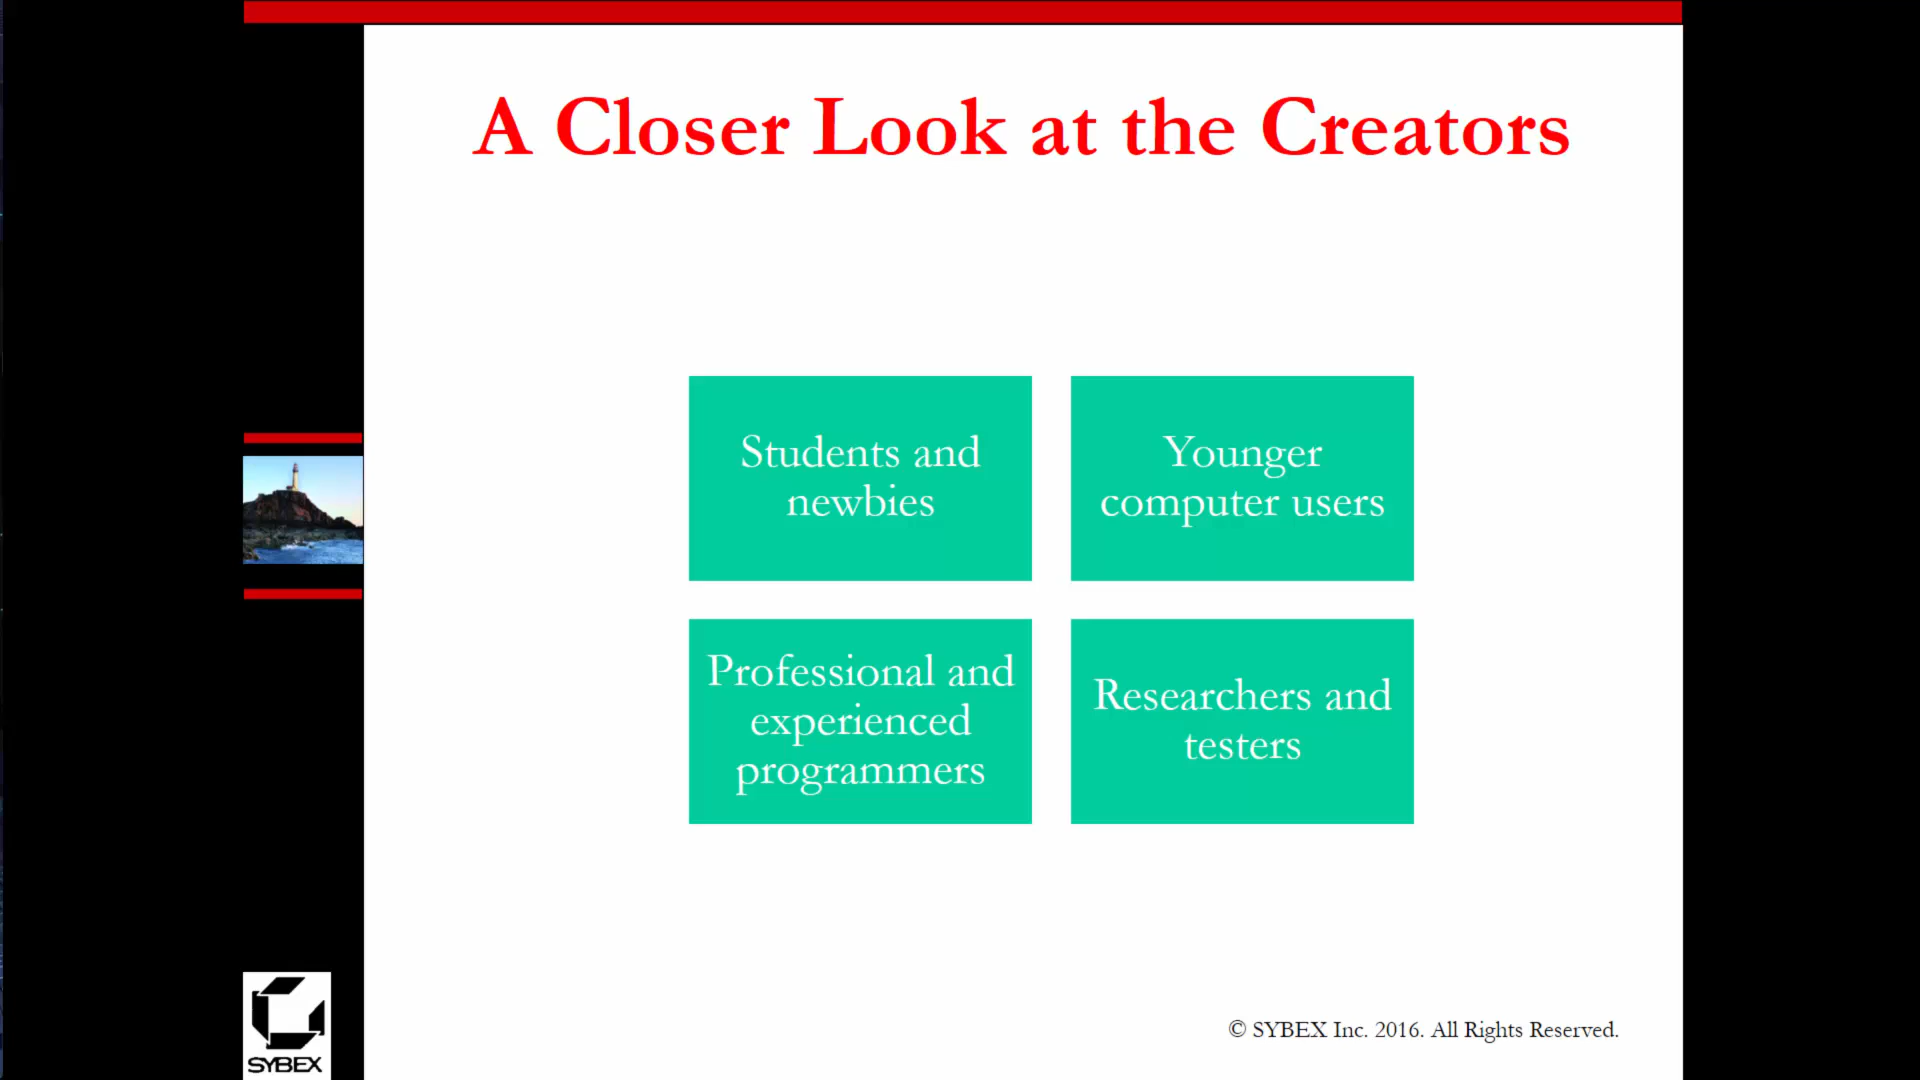 A Closer Look at the Creators
Students and
newbies
Younger
computer users
Professional and
experienced
programmers
Researchers and
testers
SYBEX
© SYBEX Inc. 2016. All Rights Reserved.